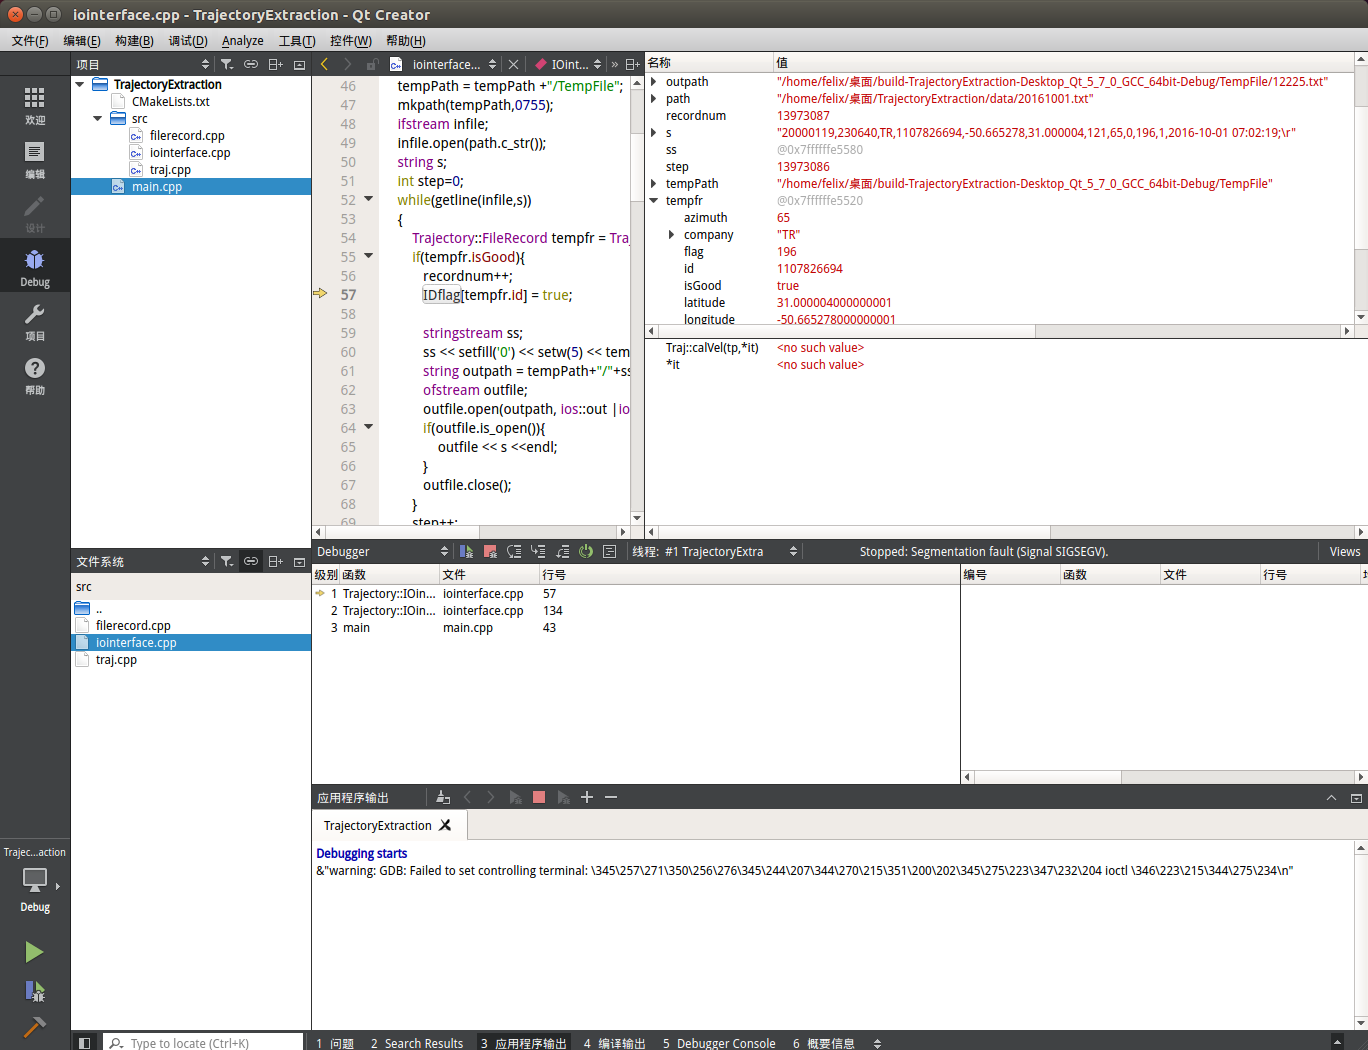 iointerface.cpp - TrajectoryExtraction - Qt Creator
文件(F) 编辑(E) 构建(B) 调试(D) Analyze 工具(T) 控件(W) 帮助(H)
欢迎
编辑
设计
Debug
项目
帮助
Trajec...action
Debug
项目
TrajectoryExtraction
CMakeLists.txt
src
filerecord.cpp
iointerface.cpp
traj.cpp
main.cpp
文件系统
src
..
filerecord.cpp
iointerface.cpp
traj.cpp
iointerface... IOint... »
46 tempPath = tempPath +"/TempFile";
47 mkpath(tempPath,0755);
48 ifstream infile;
49 infile.open(path.c_str());
50 string s;
51 int step=0;
52 while(getline(infile,s))
53 {
54 Trajectory::FileRecord tempfr = Tra
55 if(tempfr.isGood){
56 recordnum++;
57 IDflag[tempfr.id] = true;
58
59 stringstream ss;
60 ss << setfill('0') << setw(5) << tem
61 string outpath = tempPath+"/"+ss
62 ofstream outfile;
63 outfile.open(outpath, ios::out |io
64 if(outfile.is_open()){
65 outfile << s <<endl;
66 }
67 outfile.close();
68 }
69 step++;
名称 值
outpath "/home/felix/桌面/build-TrajectoryExtraction-Desktop_Qt_5_7_0_GCC_64bit-Debug/TempFile/12225.txt"
path "/home/felix/桌面/TrajectoryExtraction/data/20161001.txt"
recordnum 13973087
s "20000119,230640,TR,1107826694,-50.665278,31.000004,121,65,0,196,1,2016-10-01 07:02:19;\r"
ss @0x7ffffffe5580
step 13973086
tempPath "/home/felix/桌面/build-TrajectoryExtraction-Desktop_Qt_5_7_0_GCC_64bit-Debug/TempFile"
tempfr @0x7ffffffe5520
azimuth 65
company "TR"
flag 196
id 1107826694
isGood true
latitude 31.000004000000001
longitude -50.665278000000001
Traj::calVel(tp,*it) <no such value>
*it <no such value>
Debugger 线程: #1 TrajectoryExtra Stopped: Segmentation fault (Signal SIGSEGV). Views
级别 函数 文件 行号
1 Trajectory::IOin... iointerface.cpp 57
2 Trajectory::IOin... iointerface.cpp 134
3 main main.cpp 43
编号 函数 文件 行号
应用程序输出
TrajectoryExtraction
Debugging starts
&"warning: GDB: Failed to set controlling terminal: \345\257\271\350\256\276\345\244\207\344\270\215\351\200\202\345\275\223\347\232\204 ioctl \346\223\215\344\275\234\n"
Type to locate (Ctrl+K) 1 问题 2 Search Results 3 应用程序输出 4 编译输出 5 Debugger Console 6 概要信息